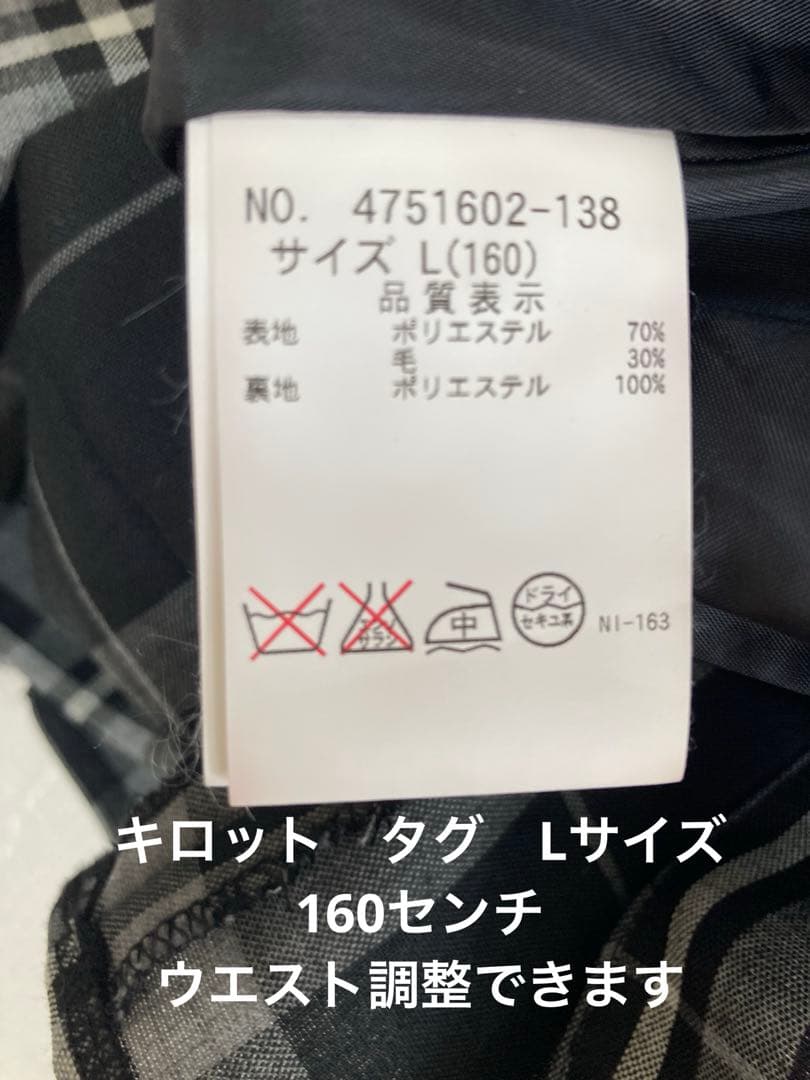 NO. 4751602-138
サイズ L(160)
品質表示
表地 ポリエステル 70%
毛 30%
裏地 ポリエステル 100%
中
ドライ
セキユ系
NI-163
キロット タグ Lサイズ
160センチ
ウエスト調整できます